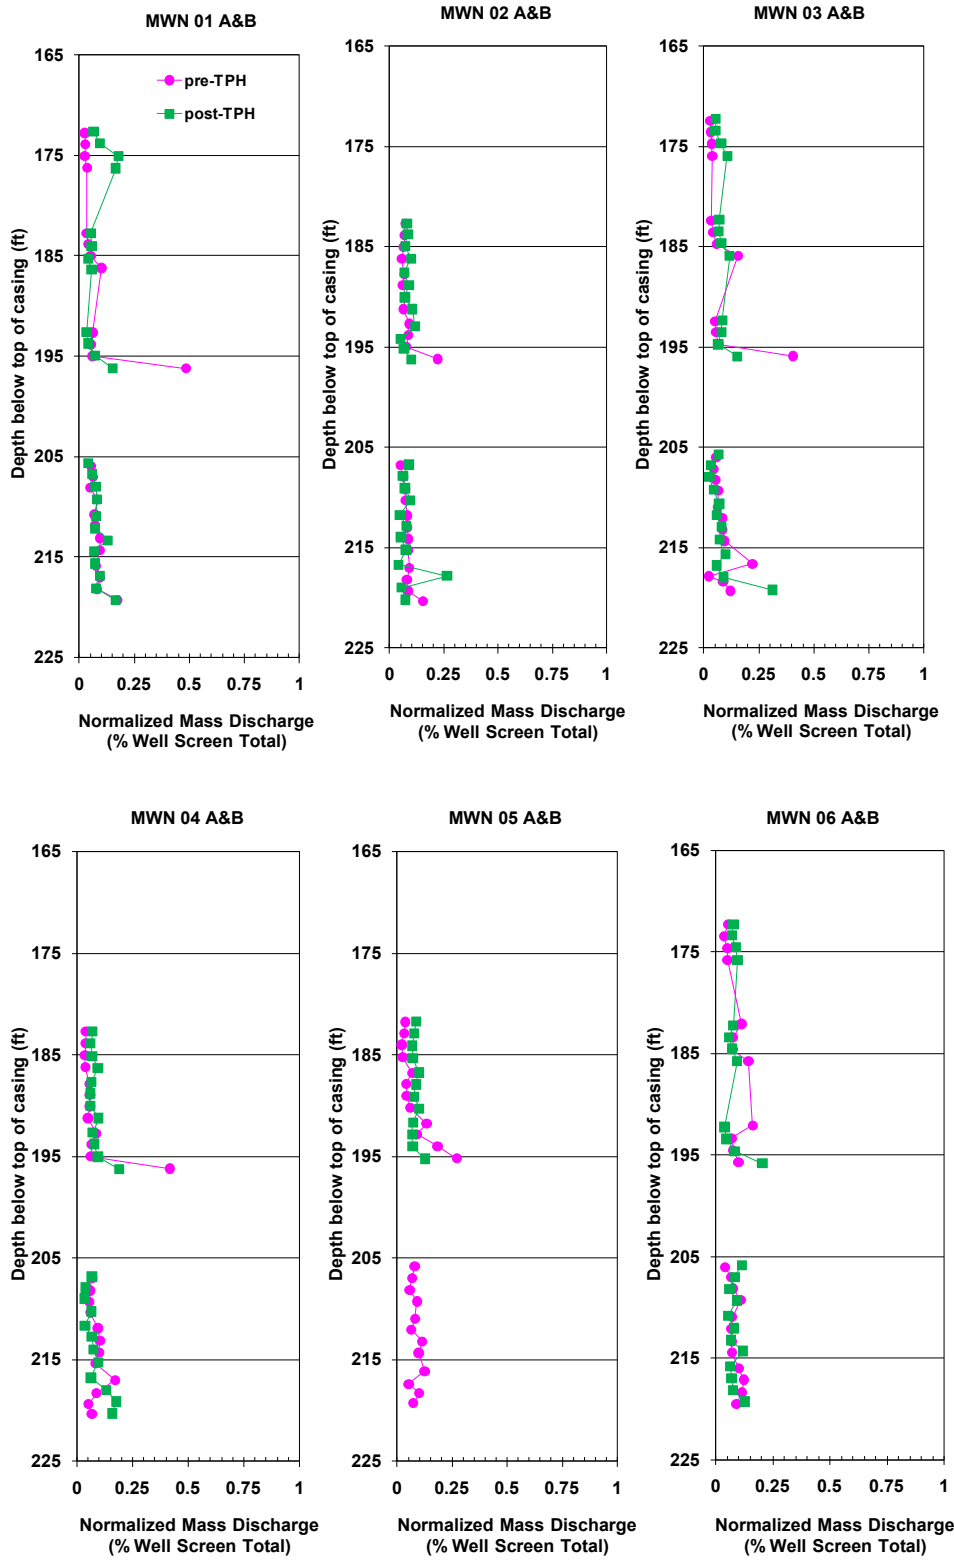 MWN 01 A&B
165
175
185
195
205
215
225
Depth below top of casing (ft)
pre-TPH
post-TPH
0 0.25 0.5 0.75 1
Normalized Mass Discharge
(% Well Screen Total)
MWN 02 A&B
165
175
185
195
205
215
225
Depth below top of casing (ft)
0 0.25 0.5 0.75 1
Normalized Mass Discharge
(% Well Screen Total)
MWN 03 A&B
165
175
185
195
205
215
225
Depth below top of casing (ft)
0 0.25 0.5 0.75 1
Normalized Mass Discharge
(% Well Screen Total)
MWN 04 A&B
165
175
185
195
205
215
225
Depth below top of casing (ft)
0 0.25 0.5 0.75 1
Normalized Mass Discharge
(% Well Screen Total)
MWN 05 A&B
165
175
185
195
205
215
225
Depth below top of casing (ft)
0 0.25 0.5 0.75 1
Normalized Mass Discharge
(% Well Screen Total)
MWN 06 A&B
165
175
185
195
205
215
225
Depth below top of casing (ft)
0 0.25 0.5 0.75 1
Normalized Mass Discharge
(% Well Screen Total)